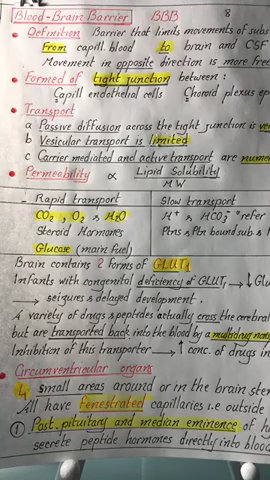 Blood-Brain Barrier BBB 8
• Definition Barrier that limits movements of subs
From capill. blood to brain and CSF
Movement in opposite direction is more free
• Formed of tight junction between :
Capill endothelial cells Choroid plexus ep
• Transport
a Passive diffusion across the tight junction is ve
b Vesicular transport is limited
c Carrier mediated and active transport are nume
• Permeability ∝ Lipid Solubility
MW
Rapid transport Slow transport
CO2, O2 & H2O H+ & HCO3- *refer
Steroid Hormones Ptns & Ptn bound sub & 
Glucose (main fuel)
Brain contains 2 forms of GLUT1
Infants with congenital deficiency of GLUT1 → ↓ Glu
→ seizures & delayed development.
A variety of drugs & peptides actually cross the cerebral
but are transported back into the blood by a multidrug non
Inhibition of this transporter → ↑ conc. of drugs in
• Circumventricular organs
4 small areas around or in the brain ste
All have fenestrated capillaries i.e outside
① Post. pituitary and median eminence of h
secrete peptide hormones directly into blood